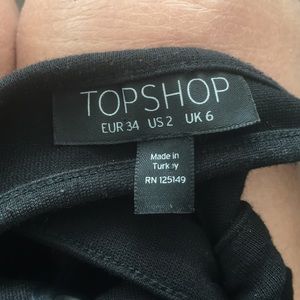 TOPSHOP
EUR 34 US 2 UK 6
Made in
Turkey
RN 125149